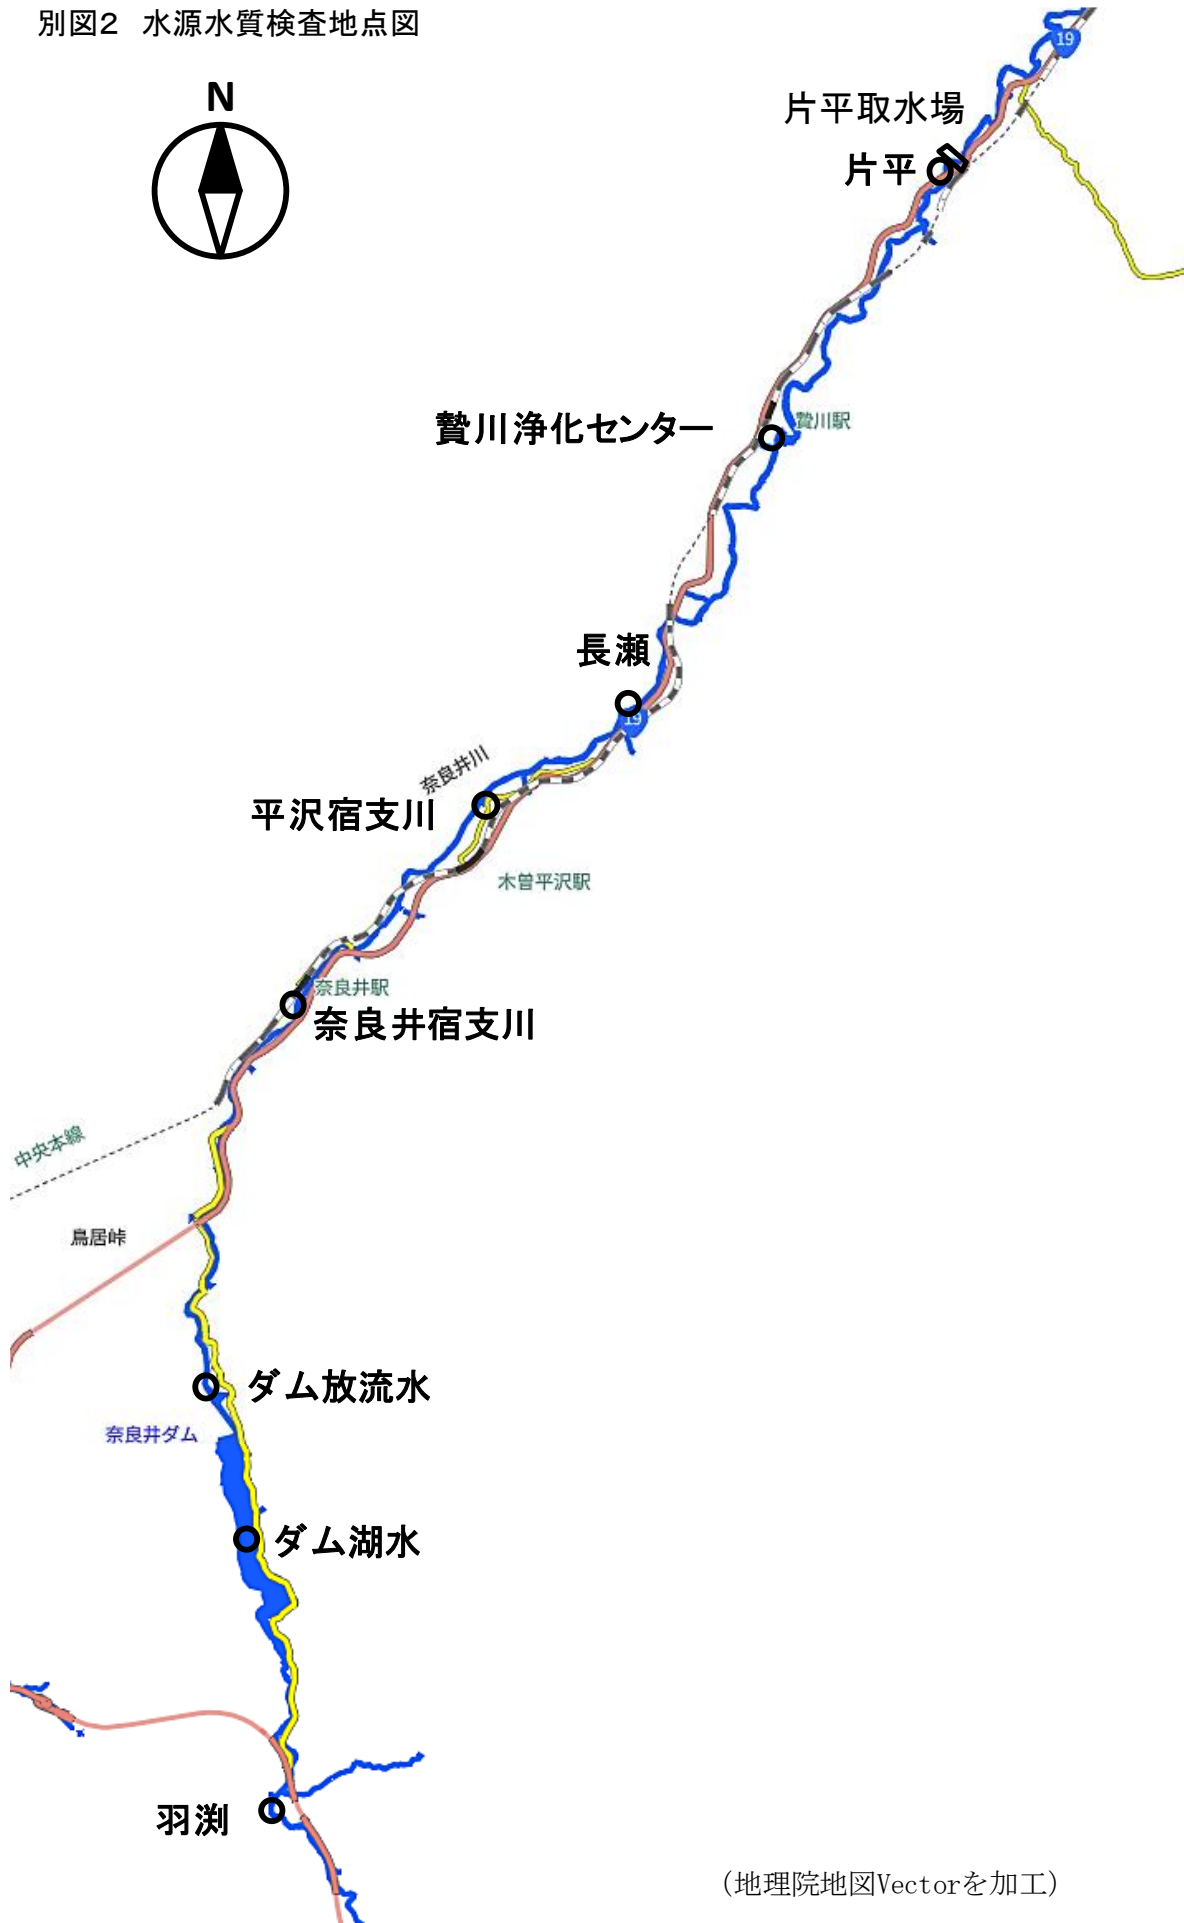 別図2 水源水質検査地点図
N
19
片平取水場
片平
贄川浄化センター
贄川駅
長瀬
19
奈良井川
平沢宿支川
木曽平沢駅
奈良井駅
奈良井宿支川
中央本線
鳥居峠
ダム放流水
奈良井ダム
ダム湖水
羽渕
（地理院地図Vectorを加工）